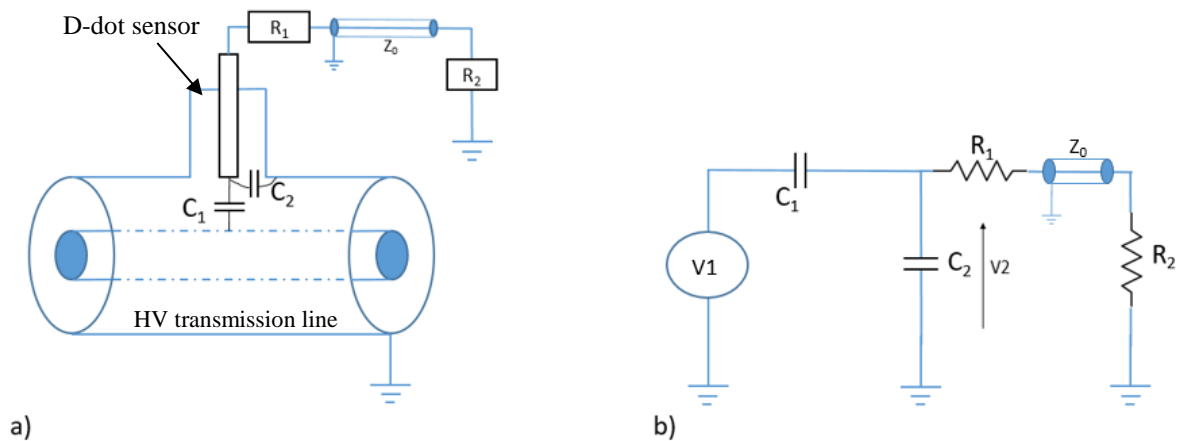 D-dot sensor
R1
Z0
R2
C2
C1
HV transmission line
a)
R1
Z0
C1
V1
C2
V2
R2
b)